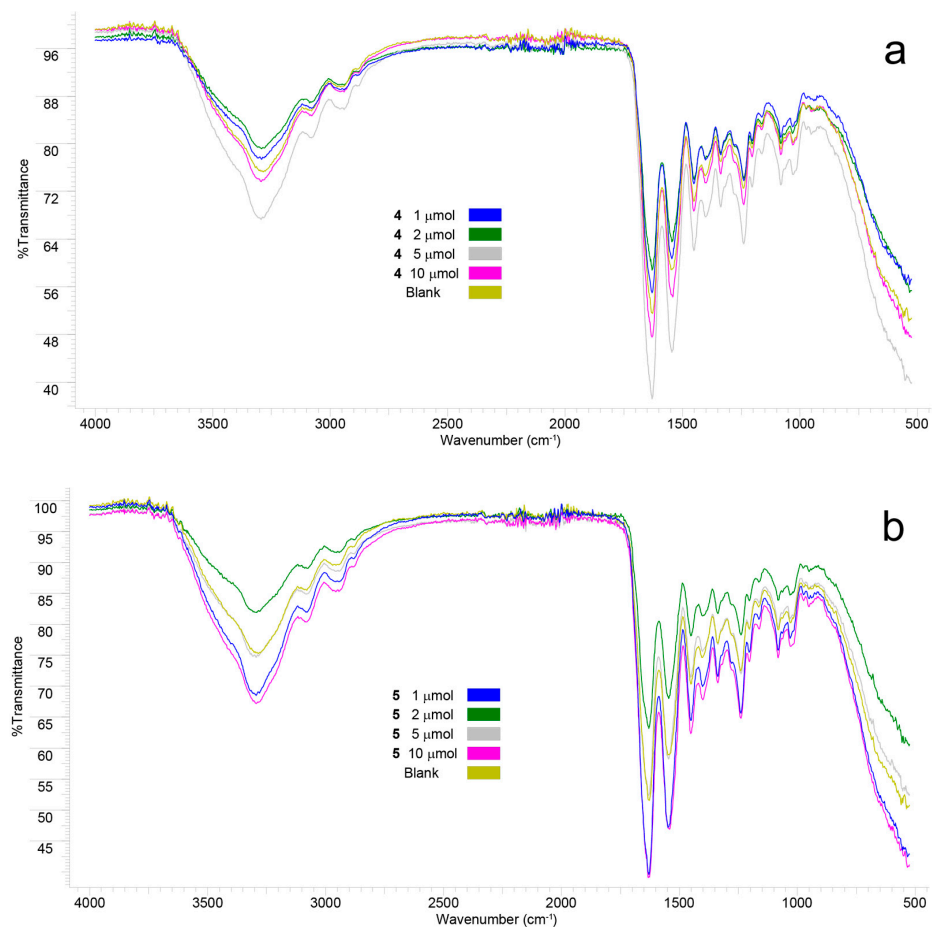 a
96
88
80
72
64
56
48
40
%Transmittance
4 1 μmol
4 2 μmol
4 5 μmol
4 10 μmol
Blank
4000 3500 3000 2500 2000 1500 1000 500
Wavenumber (cm-1)
b
100
95
90
85
80
75
70
65
60
55
50
45
%Transmittance
5 1 μmol
5 2 μmol
5 5 μmol
5 10 μmol
Blank
4000 3500 3000 2500 2000 1500 1000 500
Wavenumber (cm-1)